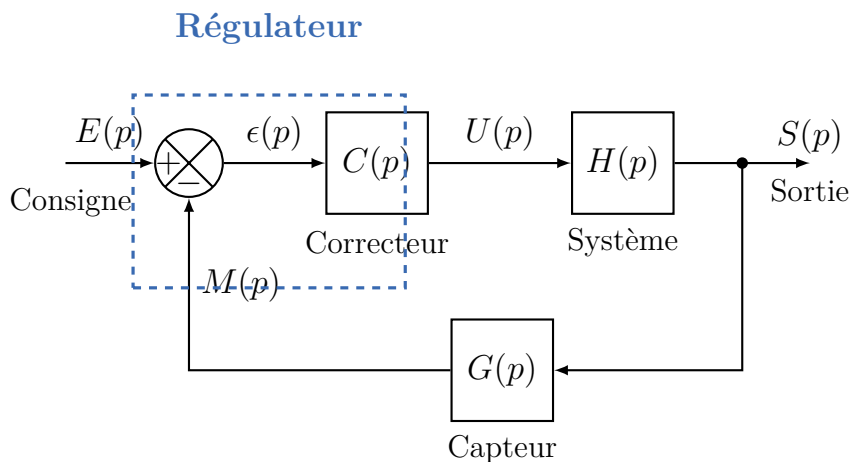 Régulateur
E(p)
ϵ(p)
U(p)
S(p)
+
−
C(p)
H(p)
Consigne
Sortie
Correcteur
Système
M(p)
G(p)
Capteur